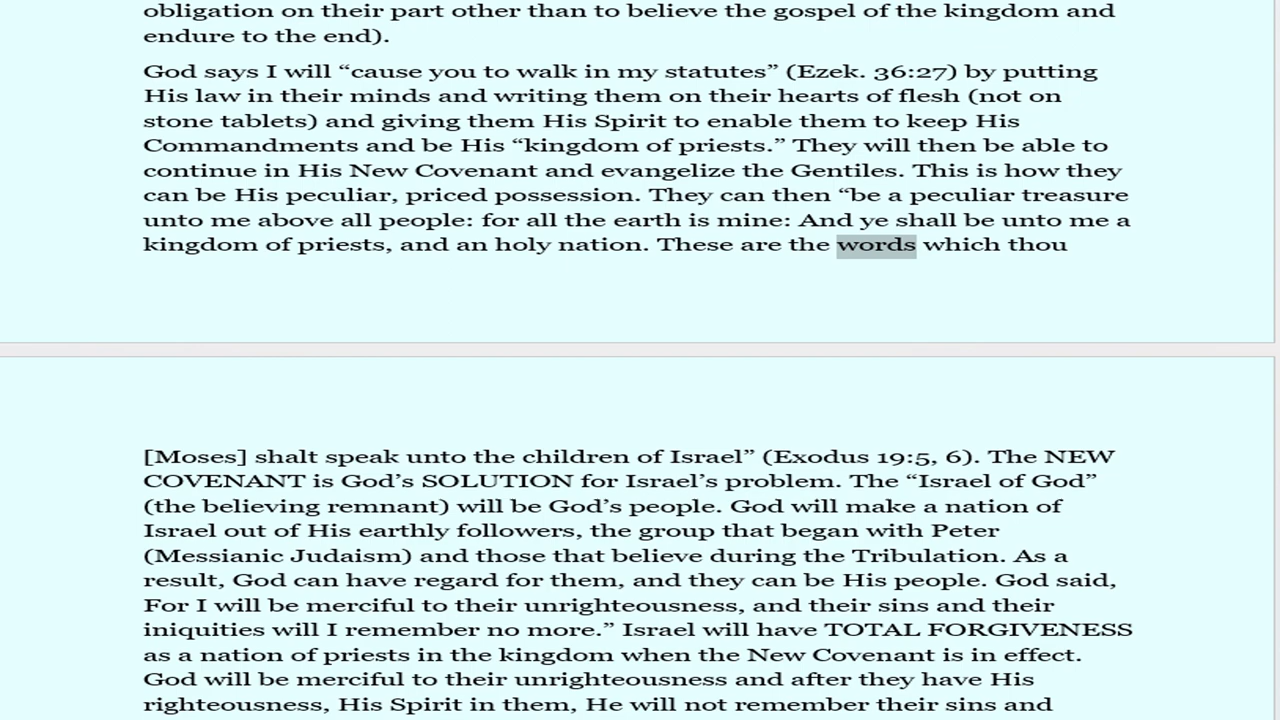 obligation on their part other than to believe the gospel of the kingdom and
endure to the end).
God says I will “cause you to walk in my statutes” (Ezek. 36:27) by putting
His law in their minds and writing them on their hearts of flesh (not on
stone tablets) and giving them His Spirit to enable them to keep His
Commandments and be His “kingdom of priests.” They will then be able to
continue in His New Covenant and evangelize the Gentiles. This is how they
can be His peculiar, priced possession. They can then “be a peculiar treasure
unto me above all people: for all the earth is mine: And ye shall be unto me a
kingdom of priests, and an holy nation. These are the words which thou
[Moses] shalt speak unto the children of Israel” (Exodus 19:5, 6). The NEW
COVENANT is God’s SOLUTION for Israel’s problem. The “Israel of God”
(the believing remnant) will be God’s people. God will make a nation of
Israel out of His earthly followers, the group that began with Peter
(Messianic Judaism) and those that believe during the Tribulation. As a
result, God can have regard for them, and they can be His people. God said,
For I will be merciful to their unrighteousness, and their sins and their
iniquities will I remember no more.” Israel will have TOTAL FORGIVENESS
as a nation of priests in the kingdom when the New Covenant is in effect.
God will be merciful to their unrighteousness and after they have His
righteousness, His Spirit in them, He will not remember their sins and